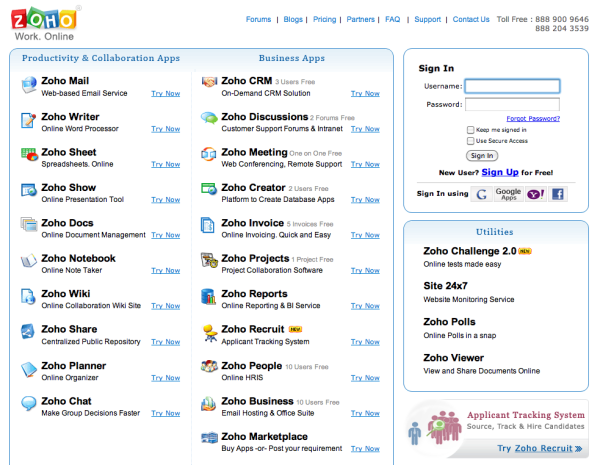 ZOHO
Work. Online
Forums | Blogs | Pricing | Partners | FAQ | Support | Contact Us Toll Free : 888 900 9646
888 204 3539
Productivity & Collaboration Apps
Zoho Mail
Web-based Email Service Try Now
Zoho Writer
Online Word Processor Try Now
Zoho Sheet
Spreadsheets. Online Try Now
Zoho Show
Online Presentation Tool Try Now
Zoho Docs
Online Document Management Try Now
Zoho Notebook
Online Note Taker Try Now
Zoho Wiki
Online Collaboration Wiki Site Try Now
Zoho Share
Centralized Public Repository Try Now
Zoho Planner
Online Organizer Try Now
Zoho Chat
Make Group Decisions Faster Try Now
Business Apps
Zoho CRM 3 Users Free
On-Demand CRM Solution Try Now
Zoho Discussions 2 Forums Free
Customer Support Forums & Intranet Try Now
Zoho Meeting One on One Free
Web Conferencing, Remote Support Try Now
Zoho Creator 2 Users Free
Platform to Create Database Apps Try Now
Zoho Invoice 5 Invoices Free
Online Invoicing. Quick and Easy Try Now
Zoho Projects 1 Project Free
Project Collaboration Software Try Now
Zoho Reports
Online Reporting & BI Service Try Now
Zoho Recruit NEW
Applicant Tracking System Try Now
Zoho People 10 Users Free
Online HRIS Try Now
Zoho Business 10 Users Free
Email Hosting & Office Suite Try Now
Zoho Marketplace
Buy Apps -or- Post your requirement Try Now
Sign In
Username:
Password:
Forgot Password?
Keep me signed in
Use Secure Access
Sign In
New User? Sign Up for Free!
Sign In using G Google Apps Y! f
Utilities
Zoho Challenge 2.0 NEW
Online tests made easy
Site 24x7
Website Monitoring Service
Zoho Polls
Online Polls in a snap
Zoho Viewer
View and Share Documents Online
Applicant Tracking System
Source, Track & Hire Candidates
Try Zoho Recruit »